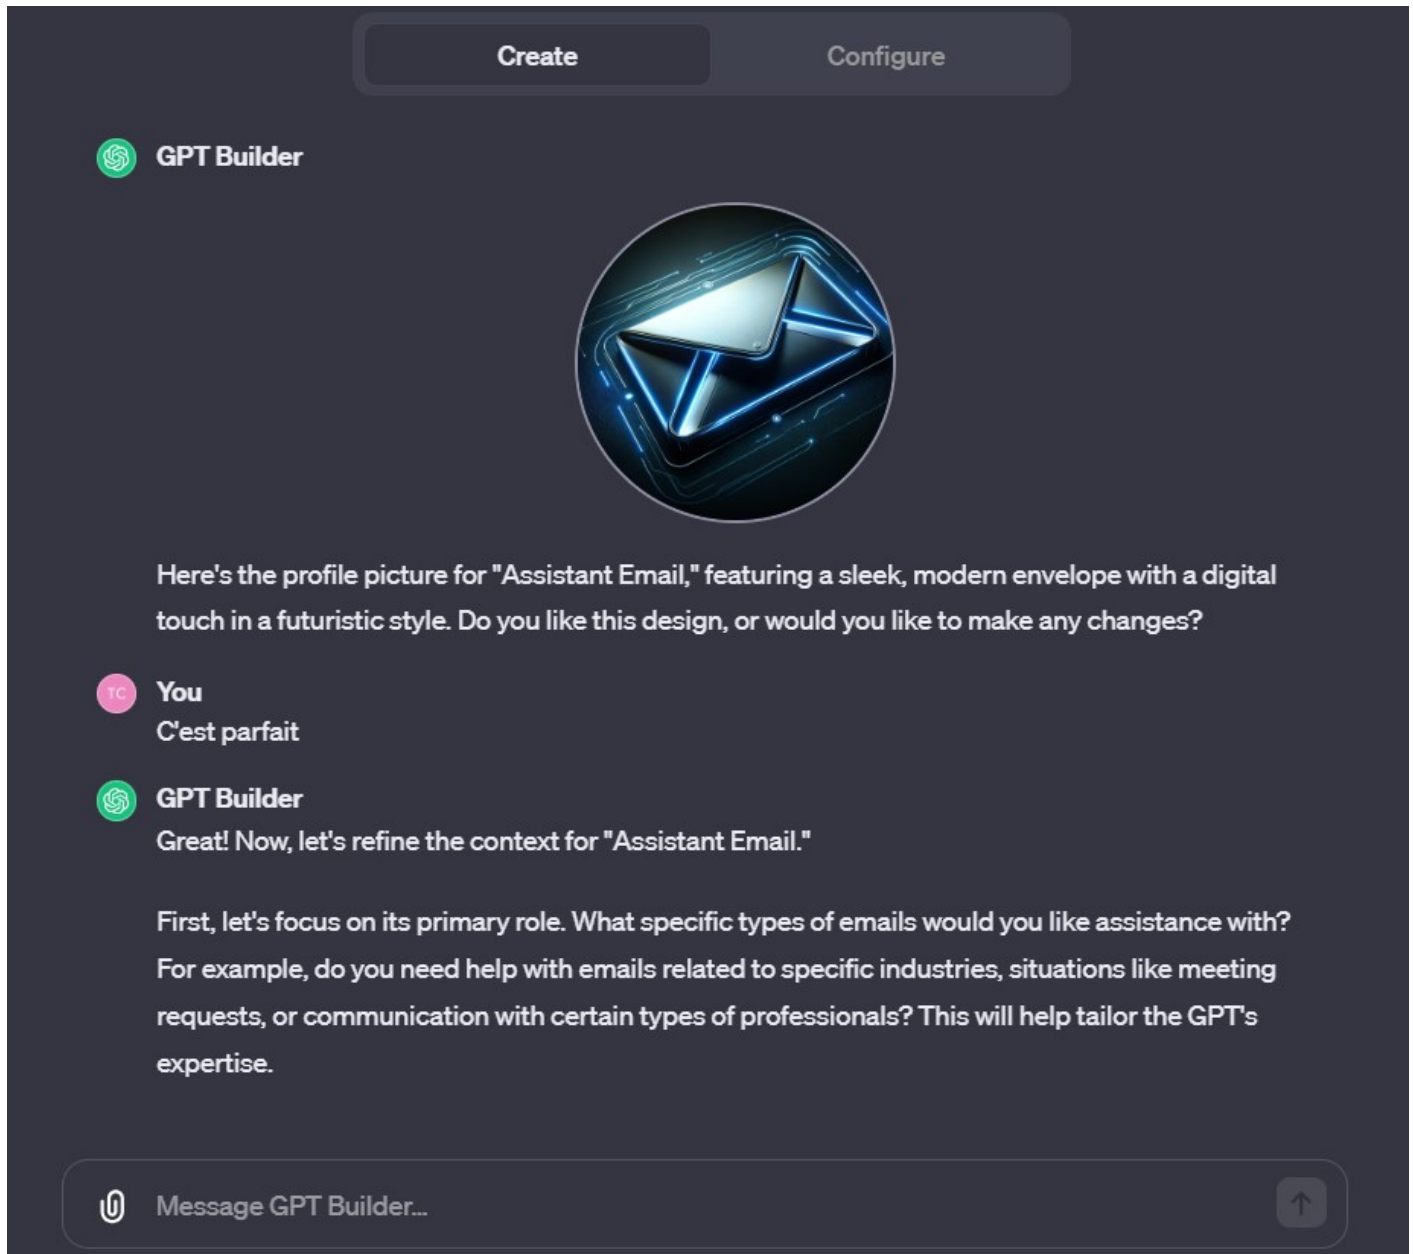 Create
Configure
GPT Builder
Here's the profile picture for "Assistant Email," featuring a sleek, modern envelope with a digital
touch in a futuristic style. Do you like this design, or would you like to make any changes?
TC
You
C'est parfait
GPT Builder
Great! Now, let's refine the context for "Assistant Email."
First, let's focus on its primary role. What specific types of emails would you like assistance with?
For example, do you need help with emails related to specific industries, situations like meeting
requests, or communication with certain types of professionals? This will help tailor the GPT's
expertise.
Message GPT Builder...